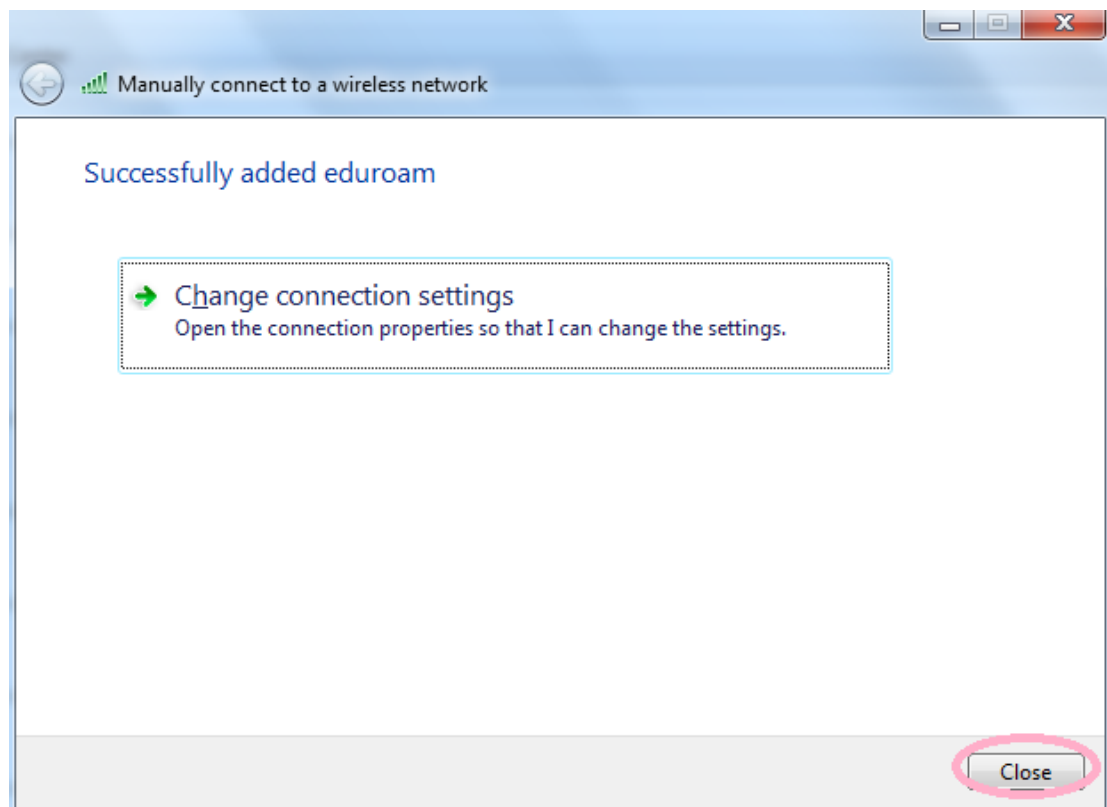 Manually connect to a wireless network
Successfully added eduroam
Change connection settings
Open the connection properties so that I can change the settings.
Close